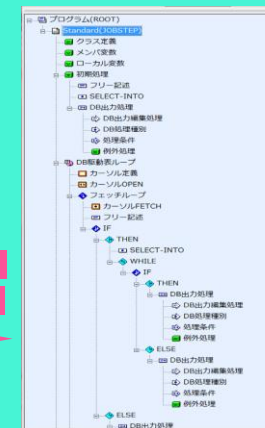 プログラム(ROOT)
Standard(JOBSTEP)
クラス定義
メンバ変数
ローカル変数
初期処理
フリー記述
SELECT-INTO
DB出力処理
DB出力編集処理
DB処理種別
処理条件
例外処理
DB駆動表ループ
カーソル定義
カーソルOPEN
フェッチループ
カーソルFETCH
フリー記述
IF
THEN
SELECT-INTO
WHILE
IF
THEN
DB出力処理
DB出力編集処理
DB処理種別
処理条件
例外処理
ELSE
DB出力処理
DB出力編集処理
DB処理種別
処理条件
例外処理
ELSE
DB出力処理